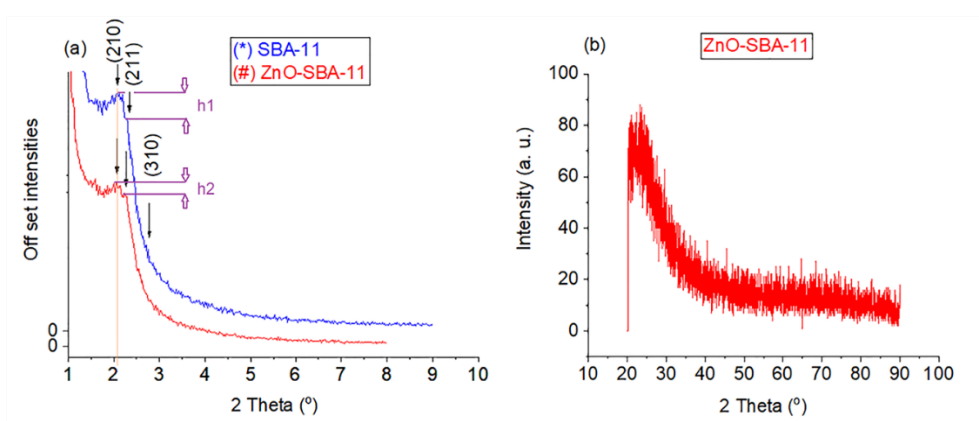 (a)
(210)
(211)
(310)
(*) SBA-11
(#) ZnO-SBA-11
h1
h2
Off set intensities
0
0
1 2 3 4 5 6 7 8 9 10
2 Theta (º)
(b)
ZnO-SBA-11
Intensity (a. u.)
100
80
60
40
20
0
10 20 30 40 50 60 70 80 90 100
2 Theta (º)